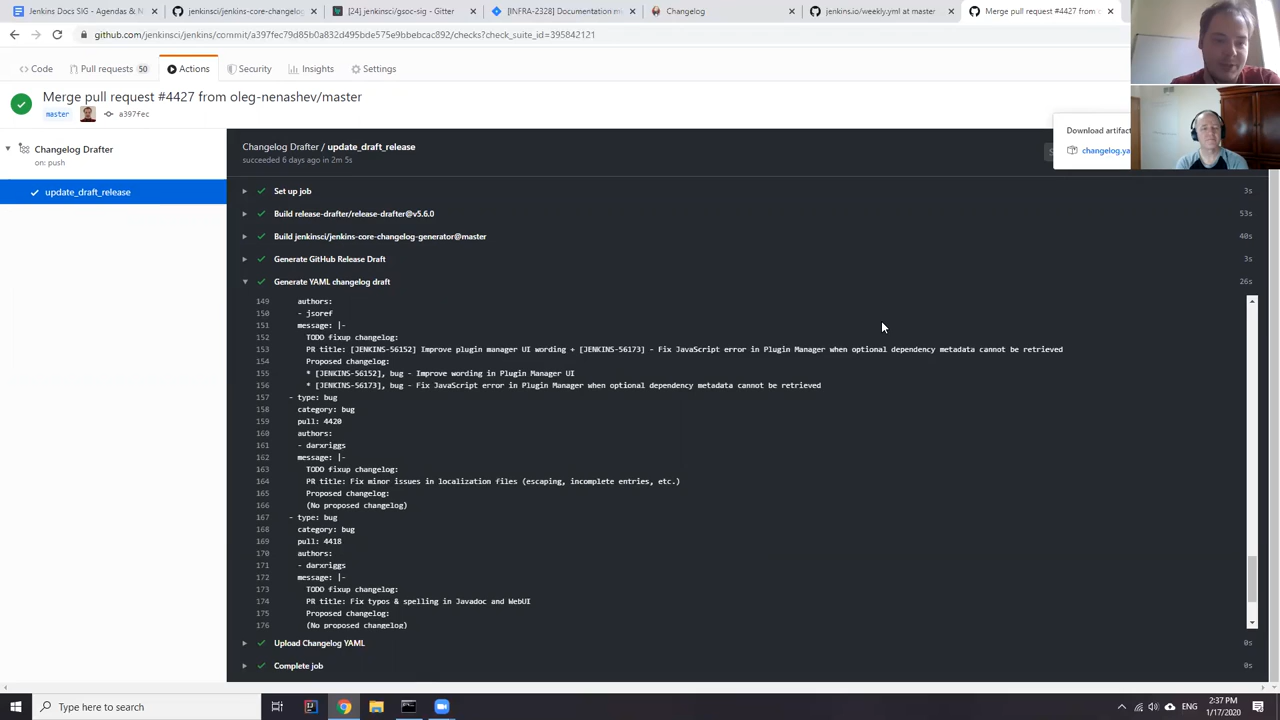 Jenkins Docs SIG - Agendas & N
jenkinsci/jenkins-core-changelog
[24] jenkinsci/gsoc-sig - Gitter
[INFRA-2328] Documentation mi
Changelog
jenkins.io/weekly.yml at master
Merge pull request #4427 from o
github.com/jenkinsci/jenkins/commit/a397fec79d85b0a832d495bde575e9bbebcac892/checks?check_suite_id=395842121
Code
Pull requests 50
Actions
Security
Insights
Settings
Merge pull request #4427 from oleg-nenashev/master
master
a397fec
Download artifact
changelog.ya
Changelog Drafter
on: push
update_draft_release
Changelog Drafter / update_draft_release
succeeded 6 days ago in 2m 5s
Set up job 3s
Build release-drafter/release-drafter@v5.6.0 53s
Build jenkinsci/jenkins-core-changelog-generator@master 40s
Generate GitHub Release Draft 3s
Generate YAML changelog draft 26s
149 authors:
150 - jsoref
151 message: |-
152 TODO fixup changelog:
153 PR title: [JENKINS-56152] Improve plugin manager UI wording + [JENKINS-56173] - Fix JavaScript error in Plugin Manager when optional dependency metadata cannot be retrieved
154 Proposed changelog:
155 * [JENKINS-56152], bug - Improve wording in Plugin Manager UI
156 * [JENKINS-56173], bug - Fix JavaScript error in Plugin Manager when optional dependency metadata cannot be retrieved
157 - type: bug
158 category: bug
159 pull: 4420
160 authors:
161 - darxriggs
162 message: |-
163 TODO fixup changelog:
164 PR title: Fix minor issues in localization files (escaping, incomplete entries, etc.)
165 Proposed changelog:
166 (No proposed changelog)
167 - type: bug
168 category: bug
169 pull: 4418
170 authors:
171 - darxriggs
172 message: |-
173 TODO fixup changelog:
174 PR title: Fix typos & spelling in Javadoc and WebUI
175 Proposed changelog:
176 (No proposed changelog)
Upload Changelog YAML 0s
Complete job 0s
Type here to search
ENG
2:37 PM
1/17/2020